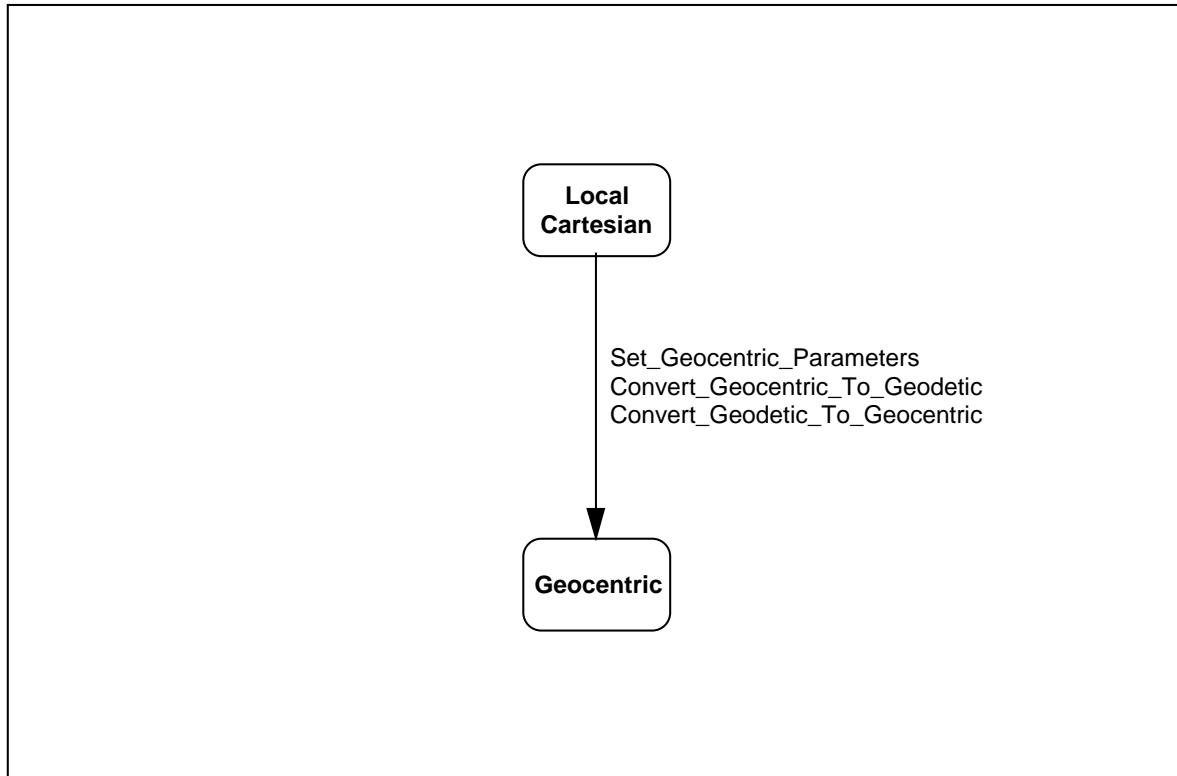 Local
Cartesian
Set_Geocentric_Parameters
Convert_Geocentric_To_Geodetic
Convert_Geodetic_To_Geocentric
Geocentric